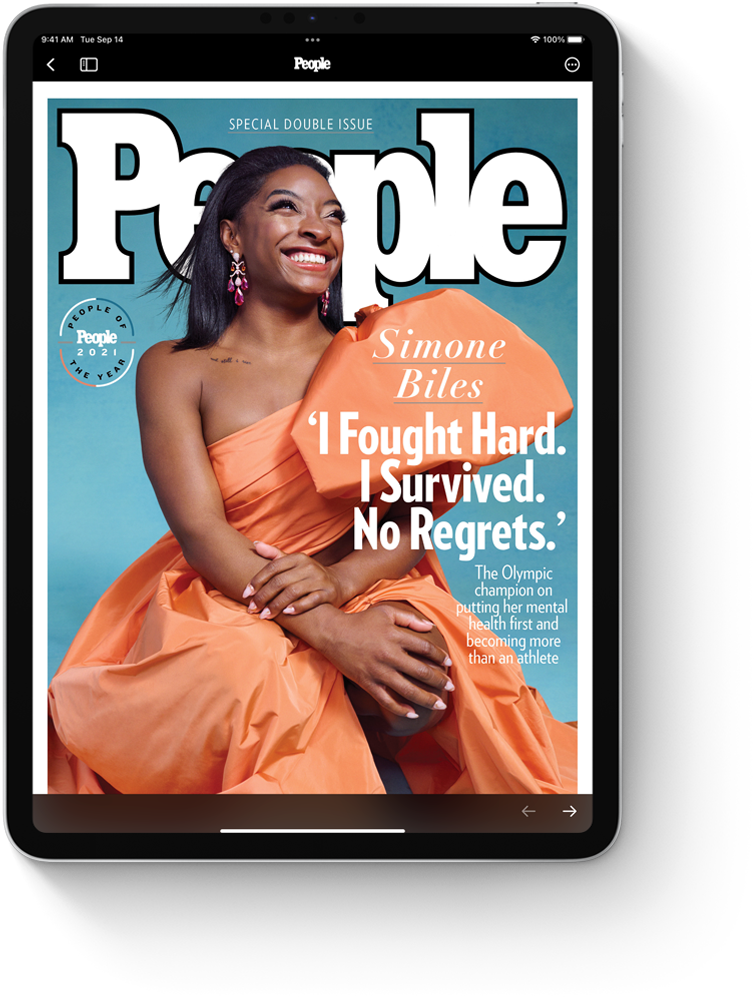 9:41 AM Tue Sep 14
100%
People
SPECIAL DOUBLE ISSUE
People
PEOPLE OF
People
2021
THE YEAR
Simone
Biles
‘I Fought Hard.
I Survived.
No Regrets.’
The Olympic
champion on
putting her mental
health first and
becoming more
than an athlete